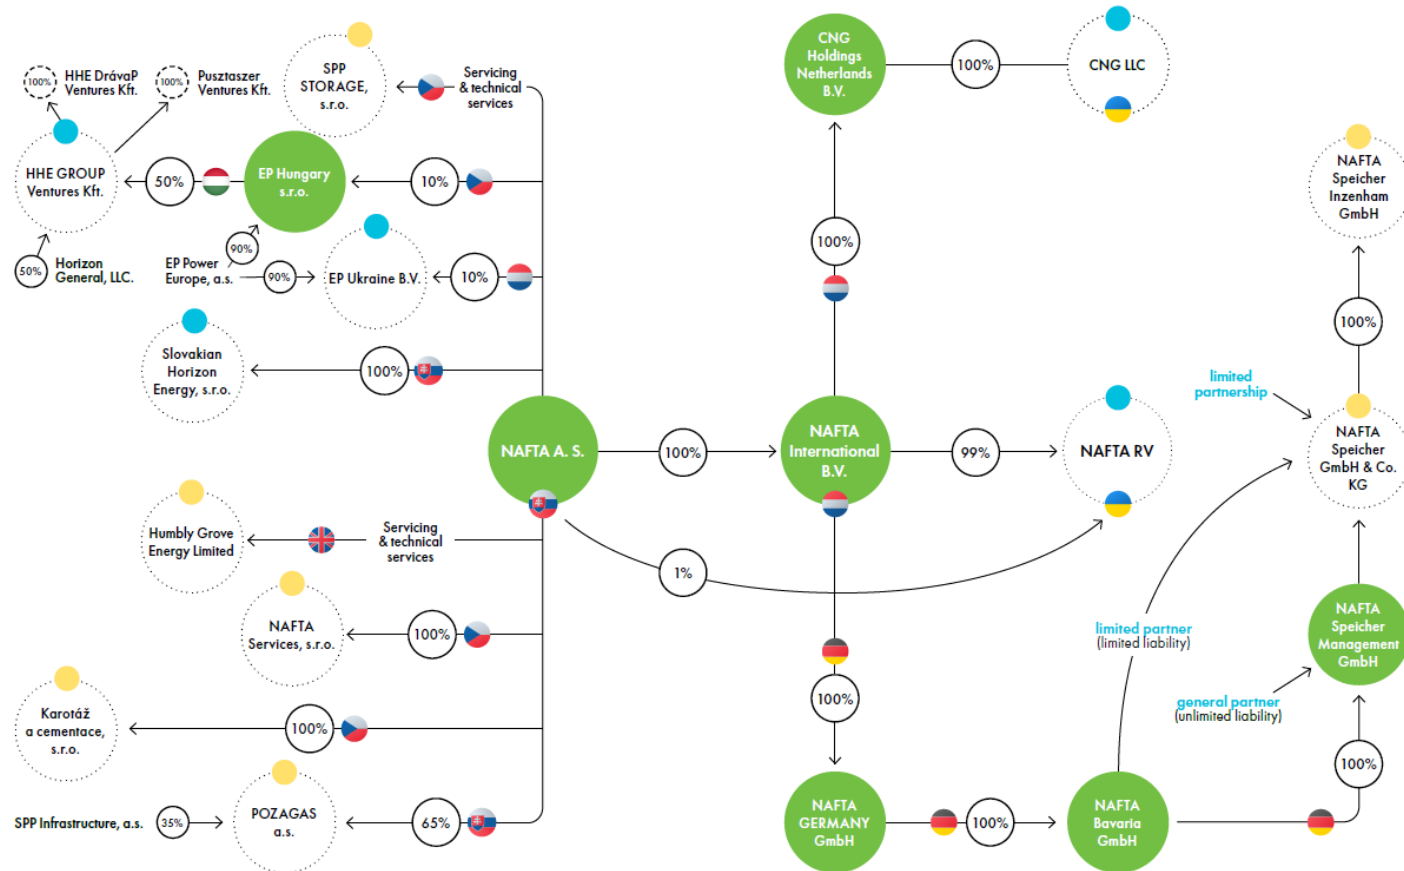 HHE DrávaP
Ventures Kft.
100%
Pusztaszer
Ventures Kft.
100%
SPP
STORAGE,
s.r.o.
Servicing
& technical
services
HHE GROUP
Ventures Kft.
50%
EP Hungary
s.r.o.
10%
50%
Horizon
General, LLC.
EP Power
Europe, a.s.
90%
90%
EP Ukraine B.V.
10%
Slovakian
Horizon
Energy, s.r.o.
100%
NAFTA A. S.
100%
Humbly Grove
Energy Limited
Servicing
& technical
services
NAFTA
Services, s.r.o.
100%
Karotáž
a cementace,
s.r.o.
100%
SPP Infrastructure, a.s.
35%
POZAGAS
a.s.
65%
CNG
Holdings
Netherlands
B.V.
100%
CNG LLC
100%
NAFTA
International
B.V.
99%
NAFTA RV
1%
100%
NAFTA
GERMANY
GmbH
100%
NAFTA
Bavaria
GmbH
NAFTA
Speicher
Inzenham
GmbH
100%
limited
partnership
NAFTA
Speicher
GmbH & Co.
KG
limited partner
(limited liability)
NAFTA
Speicher
Management
GmbH
general partner
(unlimited liability)
100%